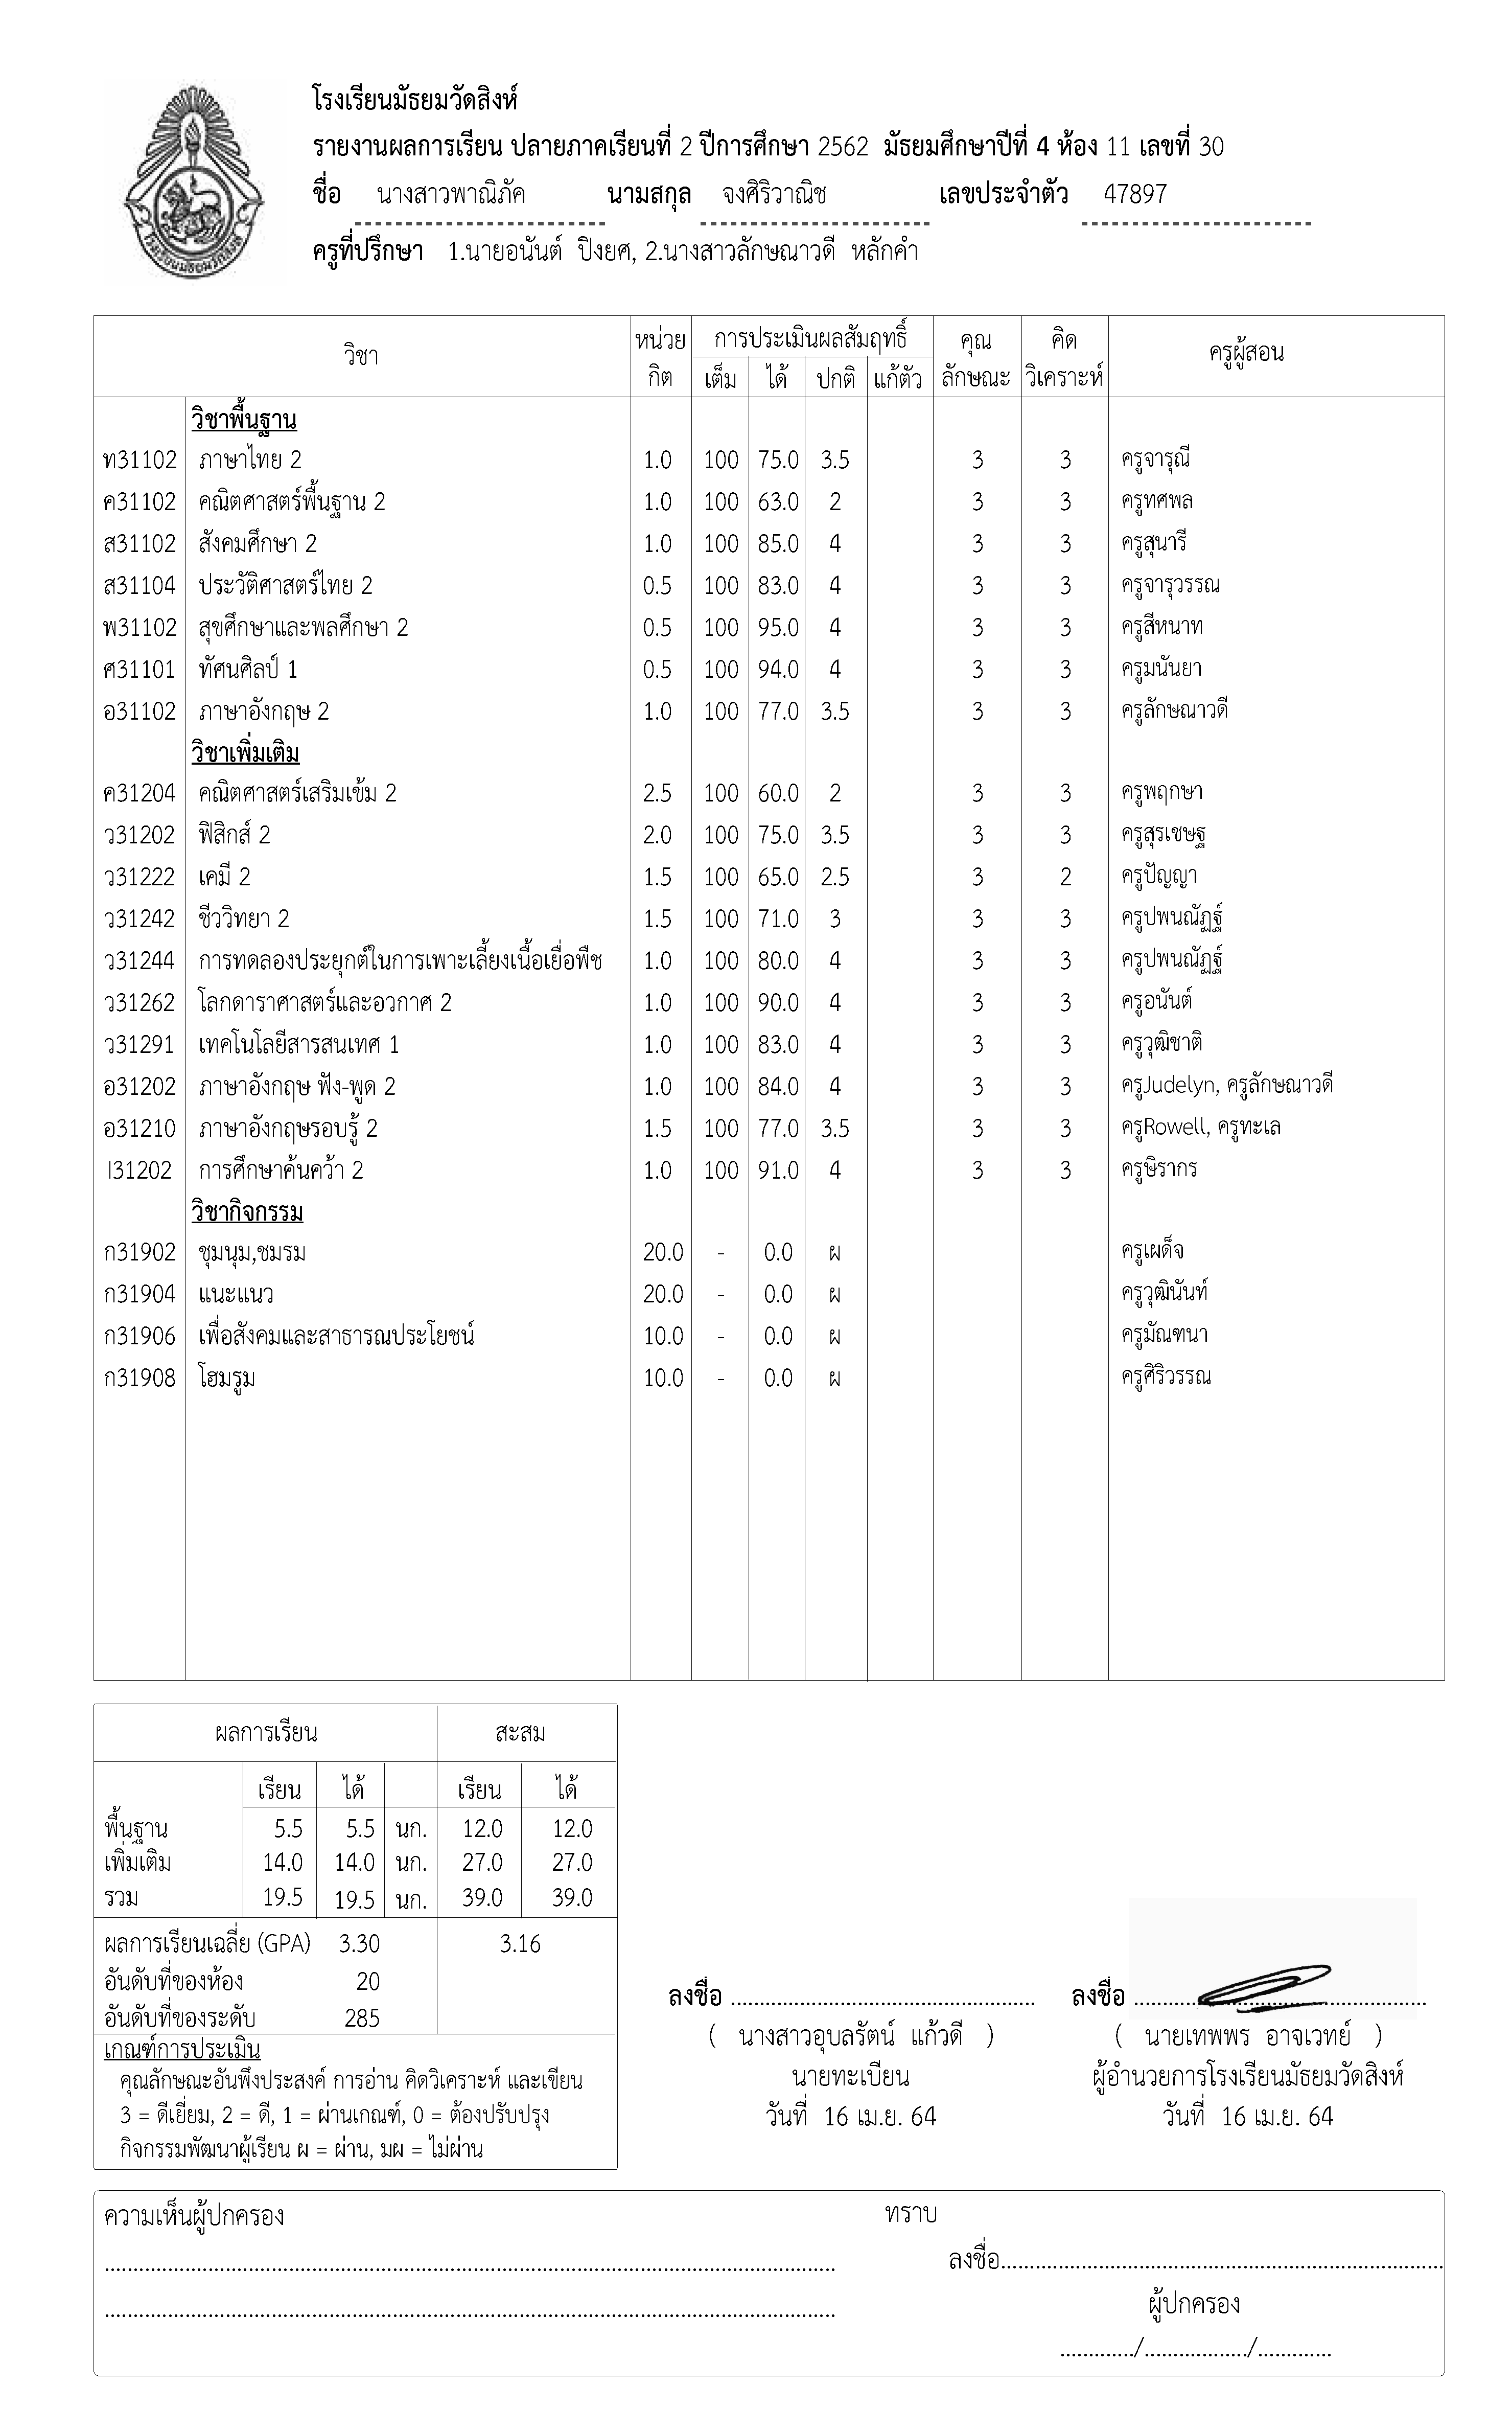 โรงเรียนมัธยมวัดสิงห์
รายงานผลการเรียน ปลายภาคเรียนที่ 2 ปีการศึกษา 2562 มัธยมศึกษาปีที่ 4 ห้อง 11 เลขที่ 30
ชื่อ นางสาวพาณิภัค นามสกุล จงศิริวาณิช เลขประจำตัว 47897
ครูที่ปรึกษา 1.นายอนันต์ ปิงยศ, 2.นางสาวลักษณาวดี หลักคำ
โรงเรียนมัธยมวัดสิงห์
วิชา หน่วยกิต การประเมินผลสัมฤทธิ์ คุณลักษณะ คิดวิเคราะห์ ครูผู้สอน
เต็ม ได้ ปกติ แก้ตัว
วิชาพื้นฐาน
ท31102 ภาษาไทย 2 1.0 100 75.0 3.5 3 3 ครูจารุณี
ค31102 คณิตศาสตร์พื้นฐาน 2 1.0 100 63.0 2 3 3 ครูทศพล
ส31102 สังคมศึกษา 2 1.0 100 85.0 4 3 3 ครูสุนารี
ส31104 ประวัติศาสตร์ไทย 2 0.5 100 83.0 4 3 3 ครูจารุวรรณ
พ31102 สุขศึกษาและพลศึกษา 2 0.5 100 95.0 4 3 3 ครูสีหนาท
ศ31101 ทัศนศิลป์ 1 0.5 100 94.0 4 3 3 ครูมนันยา
อ31102 ภาษาอังกฤษ 2 1.0 100 77.0 3.5 3 3 ครูลักษณาวดี
วิชาเพิ่มเติม
ค31204 คณิตศาสตร์เสริมเข้ม 2 2.5 100 60.0 2 3 3 ครูพฤกษา
ว31202 ฟิสิกส์ 2 2.0 100 75.0 3.5 3 3 ครูสุรเชษฐ
ว31222 เคมี 2 1.5 100 65.0 2.5 3 2 ครูปัญญา
ว31242 ชีววิทยา 2 1.5 100 71.0 3 3 3 ครูปพนณัฏฐ์
ว31244 การทดลองประยุกต์ในการเพาะเลี้ยงเนื้อเยื่อพืช 1.0 100 80.0 4 3 3 ครูปพนณัฏฐ์
ว31262 โลกดาราศาสตร์และอวกาศ 2 1.0 100 90.0 4 3 3 ครูอนันต์
ว31291 เทคโนโลยีสารสนเทศ 1 1.0 100 83.0 4 3 3 ครูวุฒิชาติ
อ31202 ภาษาอังกฤษ ฟัง-พูด 2 1.0 100 84.0 4 3 3 ครูJudelyn, ครูลักษณาวดี
อ31210 ภาษาอังกฤษรอบรู้ 2 1.5 100 77.0 3.5 3 3 ครูRowell, ครูทะเล
I31202 การศึกษาค้นคว้า 2 1.0 100 91.0 4 3 3 ครูษิรากร
วิชากิจกรรม
ก31902 ชุมนุม,ชมรม 20.0 - 0.0 ผ ครูเผด็จ
ก31904 แนะแนว 20.0 - 0.0 ผ ครูวุฒินันท์
ก31906 เพื่อสังคมและสาธารณประโยชน์ 10.0 - 0.0 ผ ครูมัณฑนา
ก31908 โฮมรูม 10.0 - 0.0 ผ ครูศิริวรรณ
ผลการเรียน สะสม
เรียน ได้ เรียน ได้
พื้นฐาน 5.5 5.5 นก. 12.0 12.0
เพิ่มเติม 14.0 14.0 นก. 27.0 27.0
รวม 19.5 19.5 นก. 39.0 39.0
ผลการเรียนเฉลี่ย (GPA) 3.30 3.16
อันดับที่ของห้อง 20
อันดับที่ของระดับ 285
เกณฑ์การประเมิน
คุณลักษณะอันพึงประสงค์ การอ่าน คิดวิเคราะห์ และเขียน
3 = ดีเยี่ยม, 2 = ดี, 1 = ผ่านเกณฑ์, 0 = ต้องปรับปรุง
กิจกรรมพัฒนาผู้เรียน ผ = ผ่าน, มผ = ไม่ผ่าน
ลงชื่อ .....................................................
( นางสาวอุบลรัตน์ แก้วดี )
นายทะเบียน
วันที่ 16 เม.ย. 64
ลงชื่อ .....................................................
( นายเทพพร อาจเวทย์ )
ผู้อำนวยการโรงเรียนมัธยมวัดสิงห์
วันที่ 16 เม.ย. 64
ความเห็นผู้ปกครอง ทราบ
ลงชื่อ..............................................................................
ผู้ปกครอง
............./................../.............